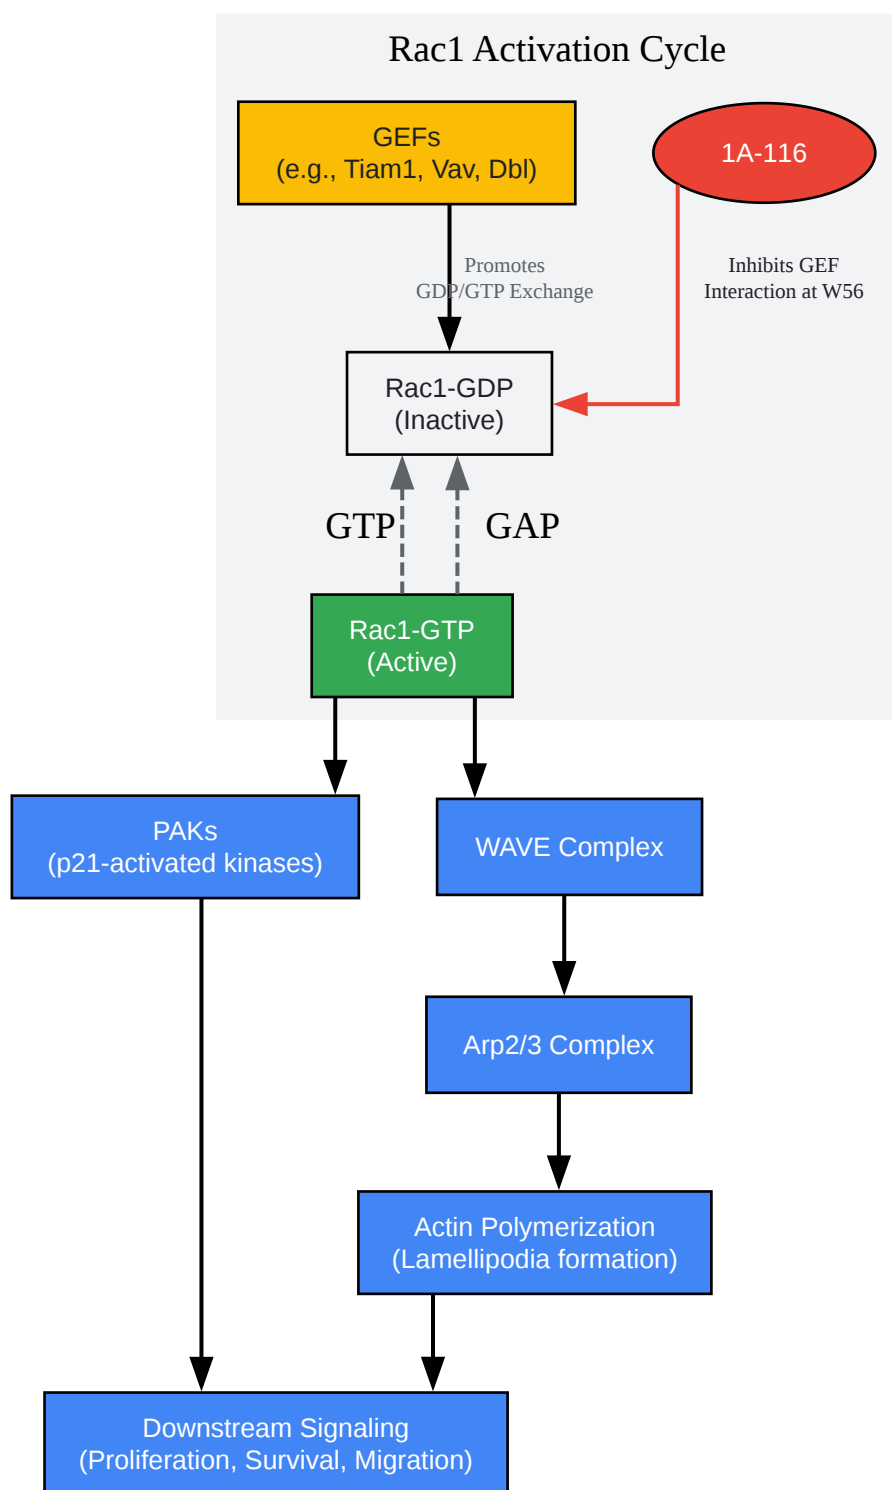 Rac1 Activation Cycle
GEFs
(e.g., Tiam1, Vav, Dbl)
1A-116
Promotes
GDP/GTP Exchange
Inhibits GEF
Interaction at W56
Rac1-GDP
(Inactive)
GTP
GAP
Rac1-GTP
(Active)
PAKs
(p21-activated kinases)
WAVE Complex
Arp2/3 Complex
Actin Polymerization
(Lamellipodia formation)
Downstream Signaling
(Proliferation, Survival, Migration)